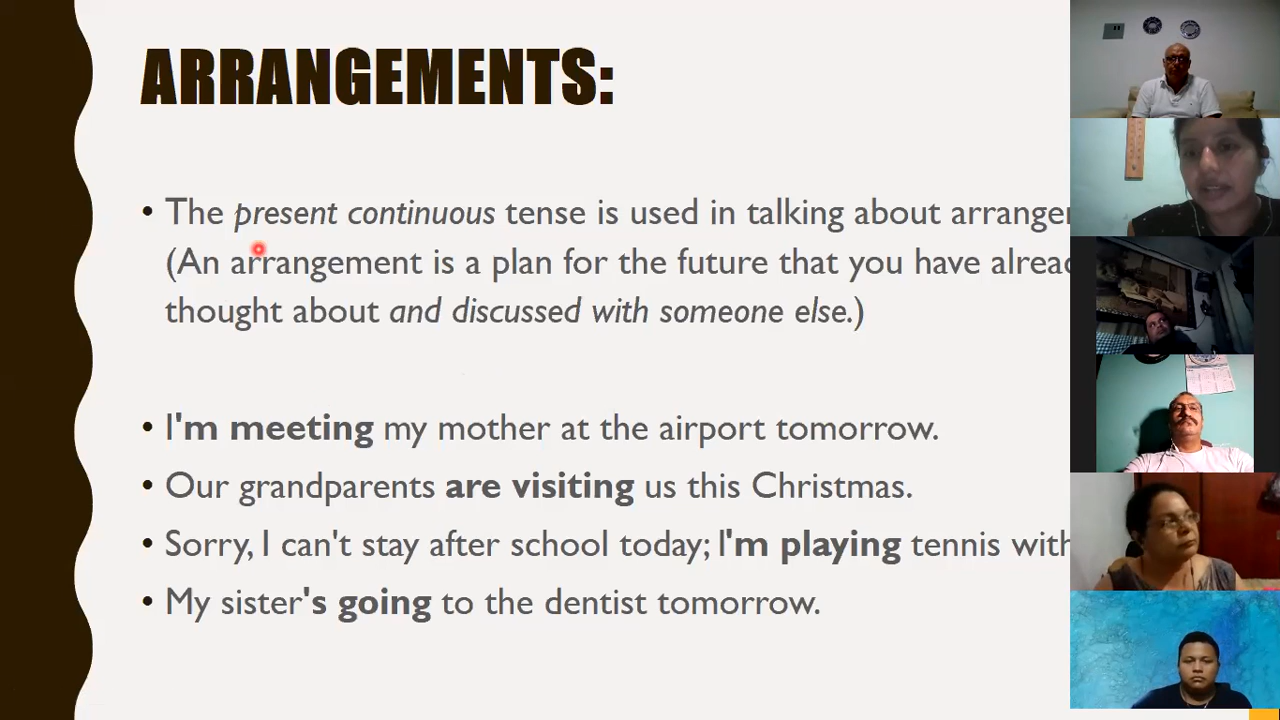 ARRANGEMENTS:
• The present continuous tense is used in talking about
(An arrangement is a plan for the future that you have
thought about and discussed with someone else.)
• I'm meeting my mother at the airport tomorrow.
• Our grandparents are visiting us this Christmas.
• Sorry, I can't stay after school today; I'm playing tennis with
• My sister's going to the dentist tomorrow.